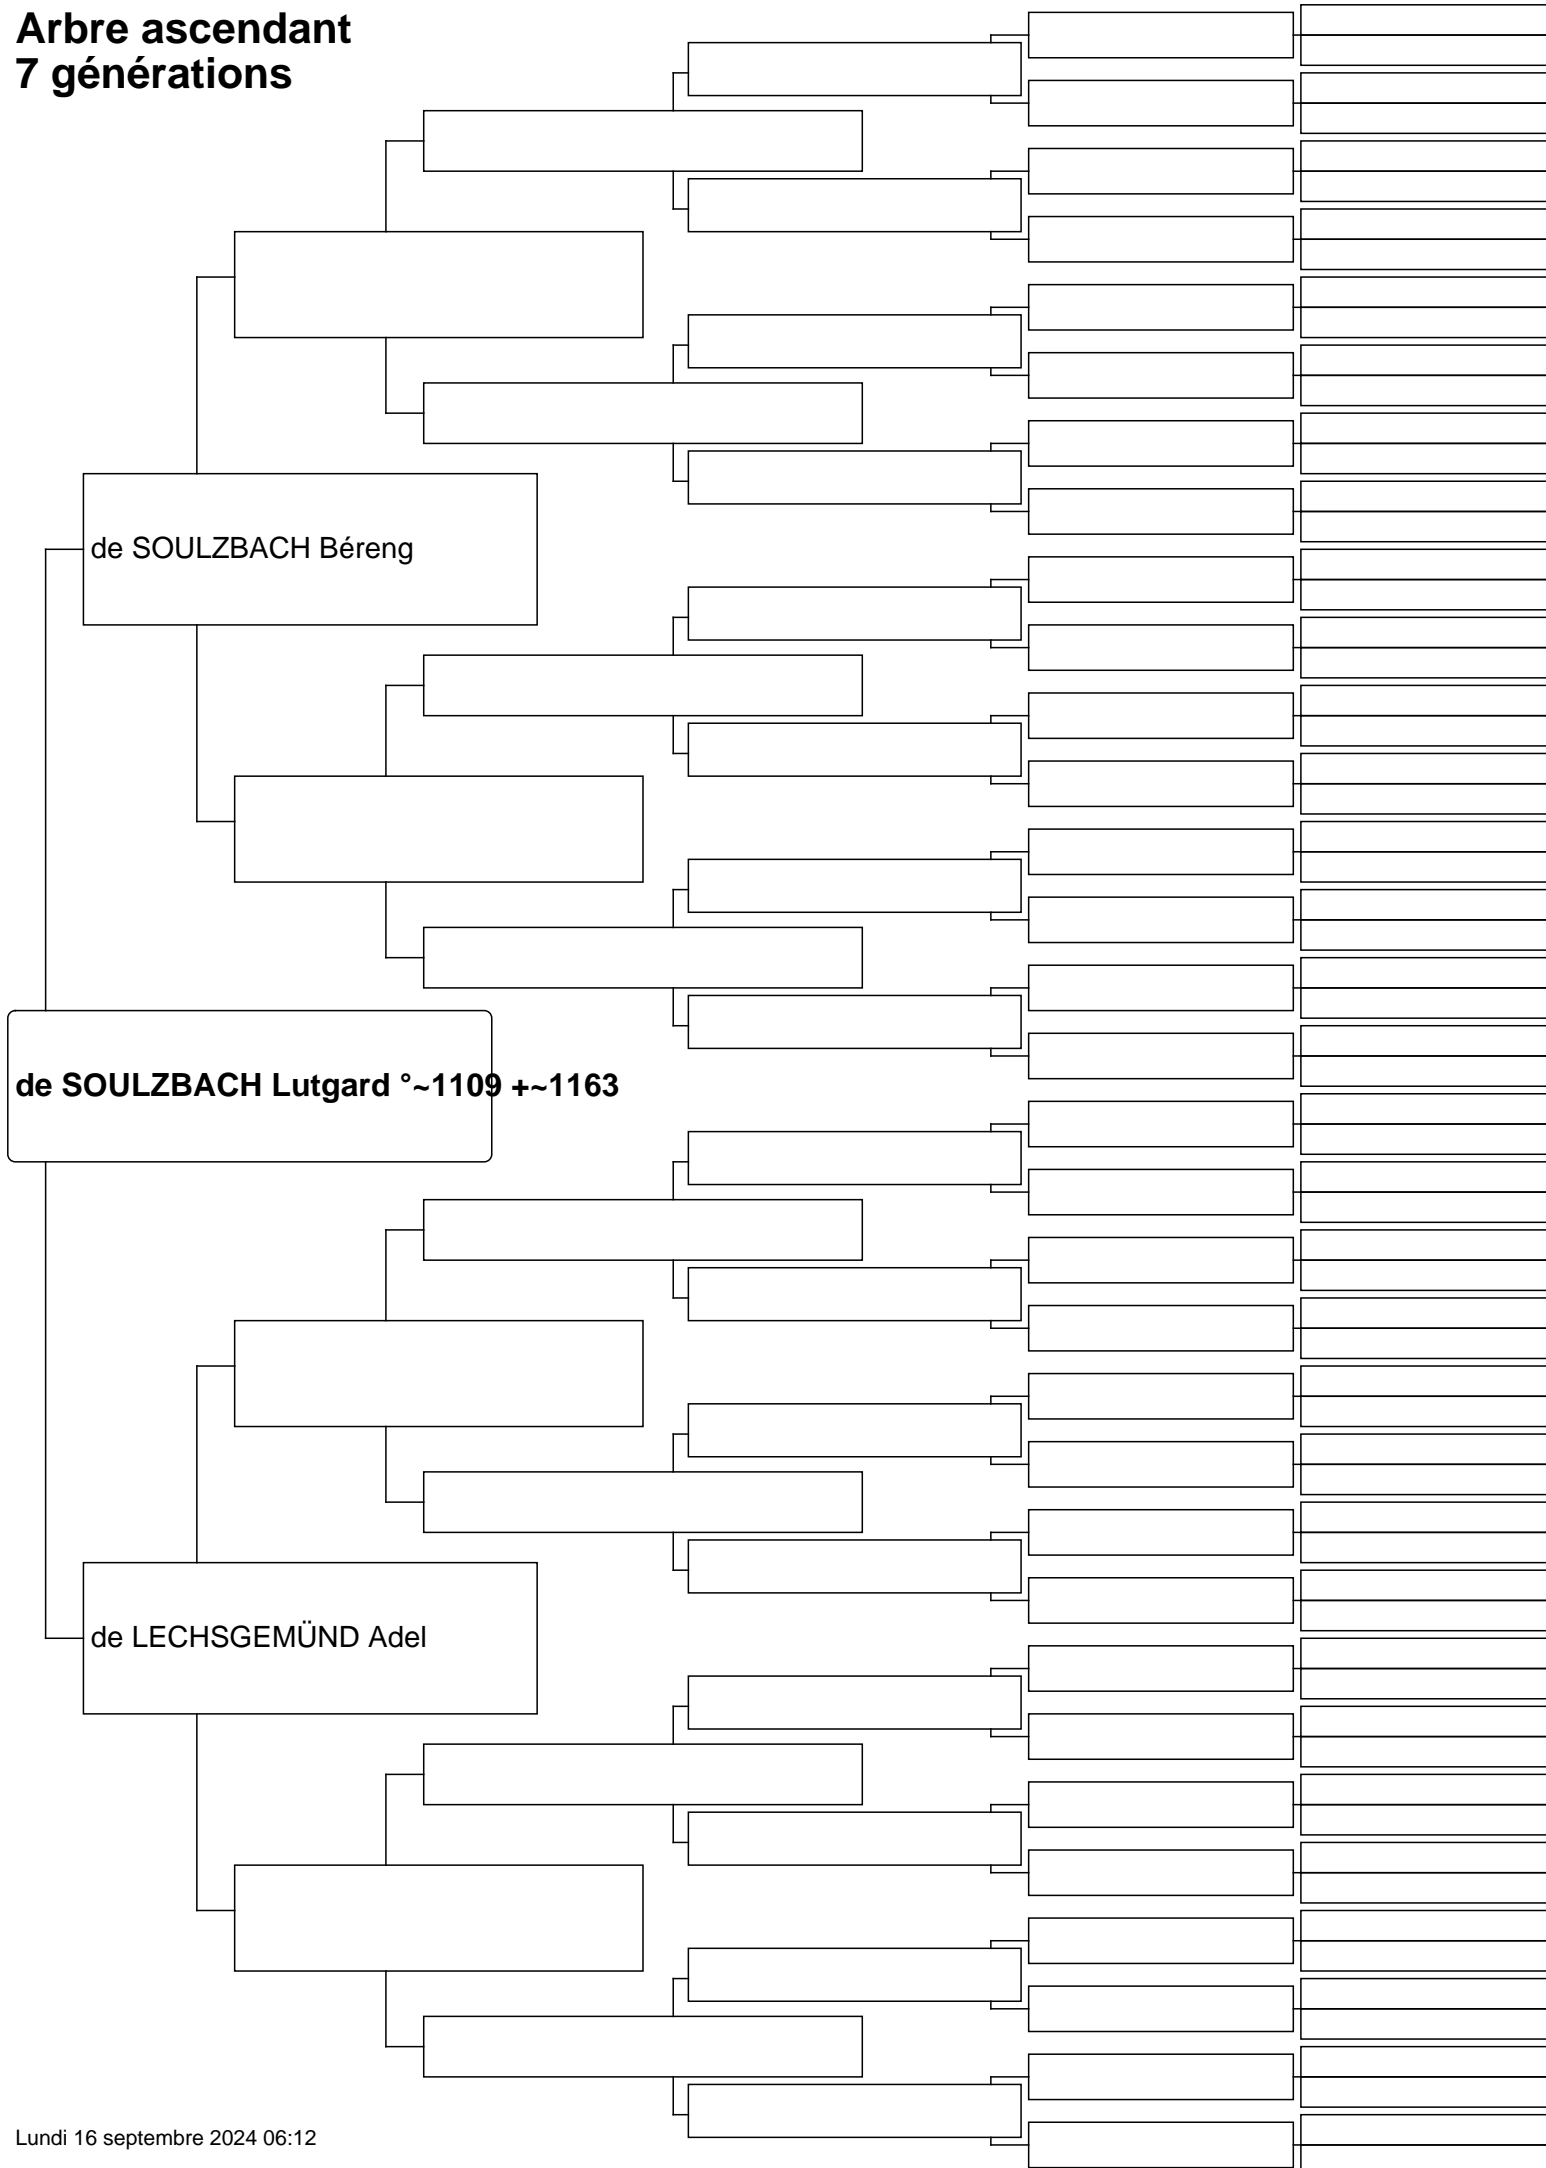 Arbre ascendant
7 générations
de SOULZBACH Béreng
de SOULZBACH Lutgard °~1109 +~1163
de LECHSGEMÜND Adel
Lundi 16 septembre 2024 06:12